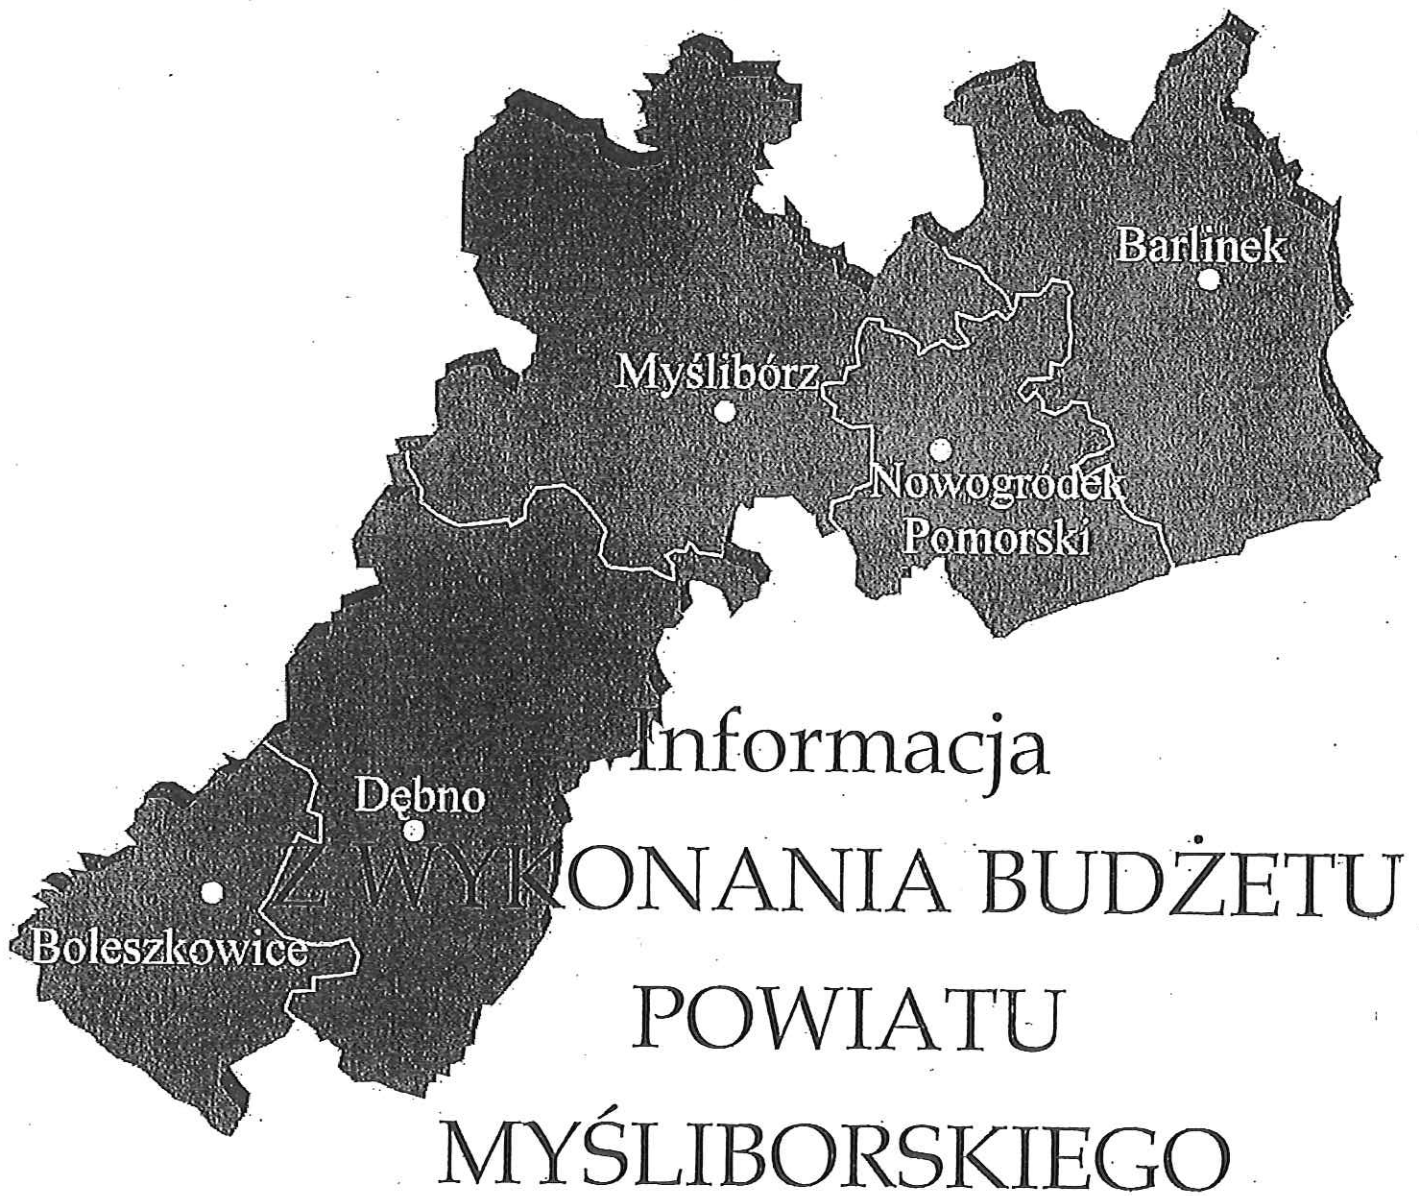 Barlinek
Myślibórz
Nowogródek
Pomorski
Informacja
Dębno
Z WYKONANIA BUDŻETU
Boleszkowice
POWIATU
MYŚLIBORSKIEGO